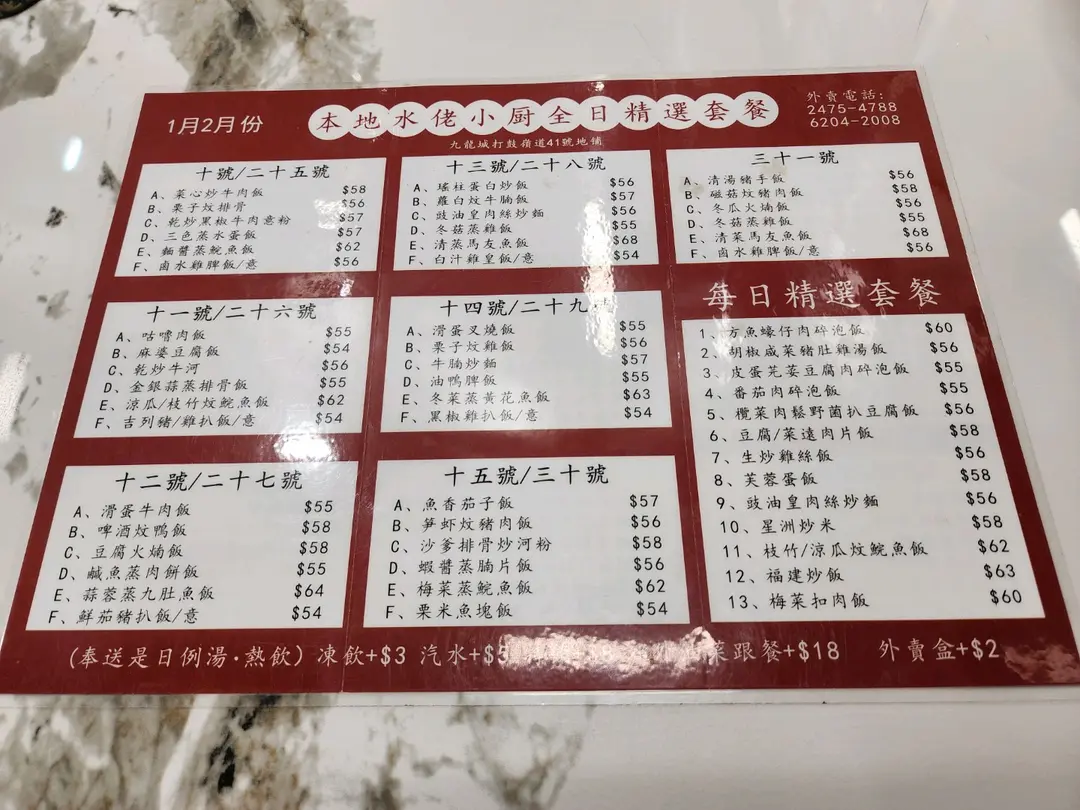 1月2月份
本地水佬小厨全日精選套餐
九龍城打鼓嶺道41號地铺
外賣電話:
2475-4788
6204-2008
十號/二十五號
A、菜心炒牛肉飯 $58
B、栗子炆排骨 $56
C、乾炒黑椒牛肉意粉 $57
D、三色蒸水蛋飯 $57
E、麵醬蒸鯇魚飯 $62
F、鹵水雞脾飯/意 $56
十一號/二十六號
A、咕嚕肉飯 $55
B、麻婆豆腐飯 $54
C、乾炒牛河 $56
D、金銀蒜蒸排骨飯 $55
E、涼瓜/枝竹炆鯇魚飯 $62
F、吉列豬/雞扒飯/意 $54
十二號/二十七號
A、滑蛋牛肉飯 $55
B、啤酒炆鴨飯 $58
C、豆腐火腩飯 $58
D、鹹魚蒸肉餅飯 $55
E、蒜蓉蒸九肚魚飯 $64
F、鮮茄豬扒飯/意 $54
十三號/二十八號
A、瑤柱蛋白炒飯 $56
B、蘿白炆牛腩飯 $57
C、豉油皇肉絲炒麵 $56
D、冬菇蒸雞飯 $55
E、清蒸馬友魚飯 $68
F、白汁雞皇飯/意 $54
十四號/二十九
A、滑蛋叉燒飯 $55
B、栗子炆雞飯 $56
C、牛腩炒麵 $57
D、油鴨脾飯 $55
E、冬菜蒸黃花魚飯 $63
F、黑椒雞扒飯/意 $54
十五號/三十號
A、魚香茄子飯 $57
B、笋虾炆豬肉飯 $56
C、沙爹排骨炒河粉 $58
D、蝦醬蒸腩片飯 $56
E、梅菜蒸鯇魚飯 $62
F、粟米魚塊飯 $54
三十一號
A、清湯豬手飯 $56
B、磁菇炆豬肉飯 $58
C、冬瓜火腩飯 $56
D、冬菇蒸雞飯 $55
E、清菜馬友魚飯 $68
F、鹵水雞脾飯/意 $56
每日精選套餐
1、方魚蠔仔肉碎泡飯 $60
2、胡椒咸菜豬肚雞湯飯 $56
3、皮蛋芫荽豆腐肉碎泡飯 $55
4、番茄肉碎泡飯 $55
5、欖菜肉鬆野菌扒豆腐飯 $56
6、豆腐/菜遠肉片飯 $58
7、生炒雞絲飯 $56
8、芙蓉蛋飯 $58
9、豉油皇肉絲炒麵 $56
10、星洲炒米 $58
11、枝竹/涼瓜炆鯇魚飯 $62
12、福建炒飯 $63
13、梅菜扣肉飯 $60
(奉送是日例湯·熱飲) 凍飲+$3 汽水+$5 菜跟餐+$18 外賣盒+$2